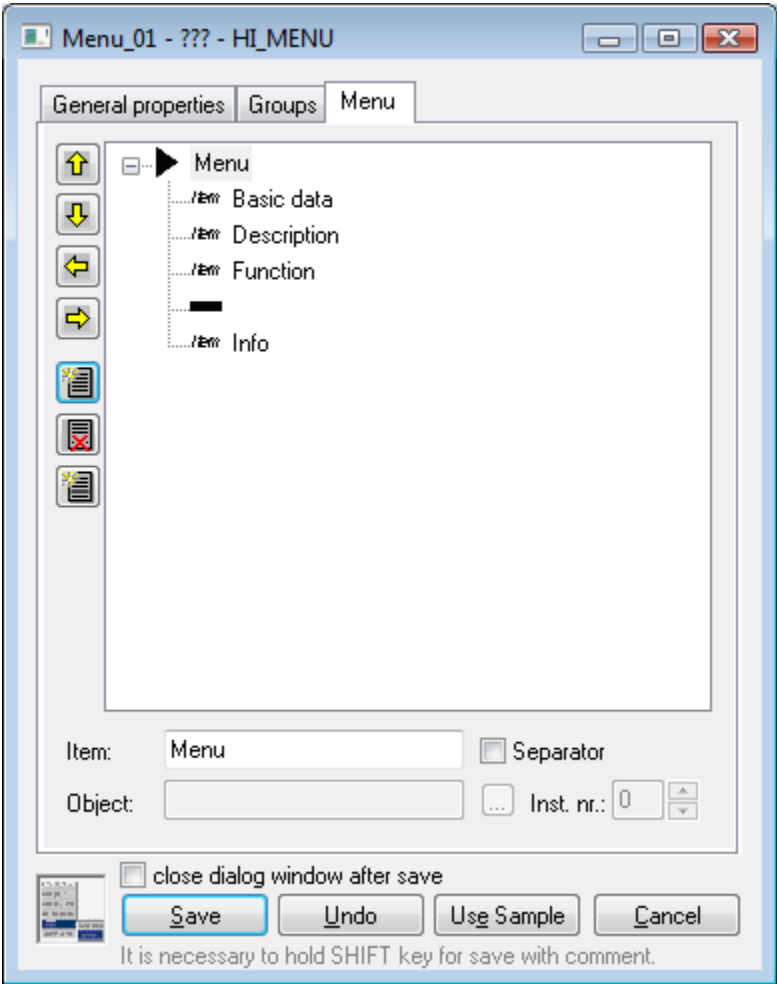 Menu_01 - ??? - HI_MENU
General properties Groups Menu
Menu
Item Basic data
Item Description
Item Function
Item Info
Item: Menu Separator
Object: ... Inst. nr.: 0
close dialog window after save
Save Undo Use Sample Cancel
It is necessary to hold SHIFT key for save with comment.